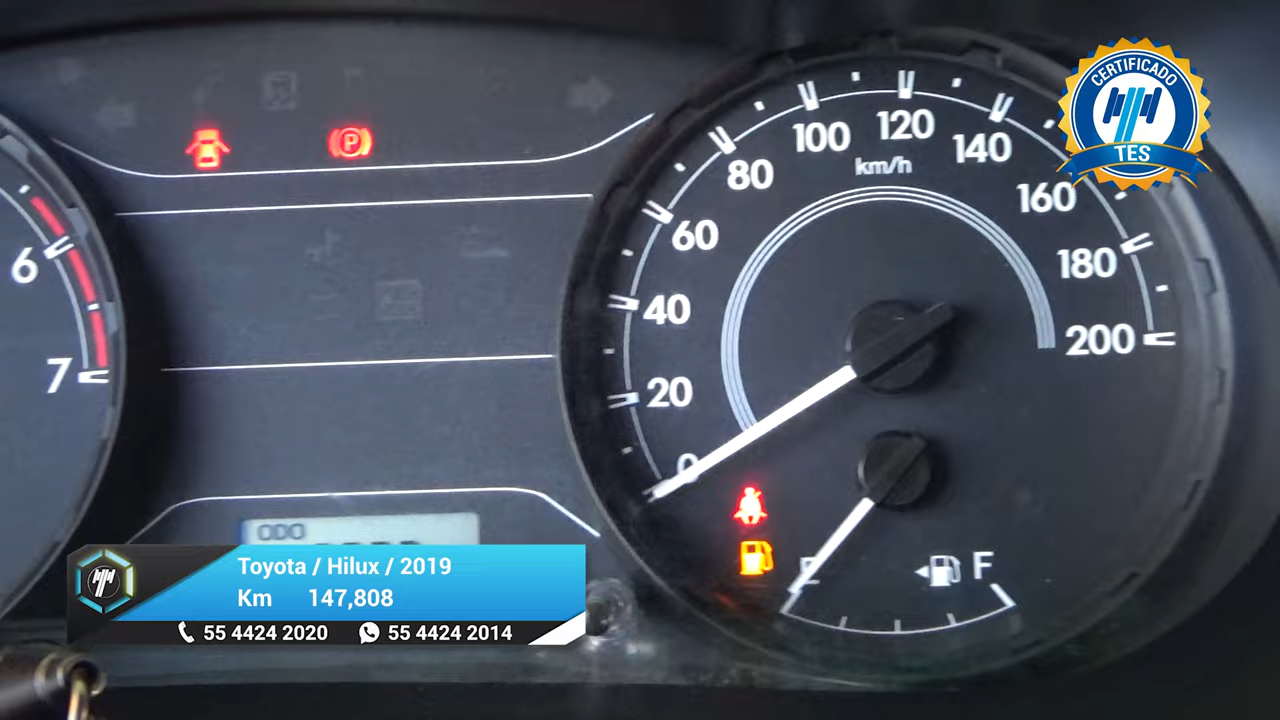 CERTIFICADO
TES
P
6
7
0
20
40
60
80
100
120
140
160
180
200
km/h
E
F
ODO
Toyota / Hilux / 2019
Km 147,808
55 4424 2020 55 4424 2014